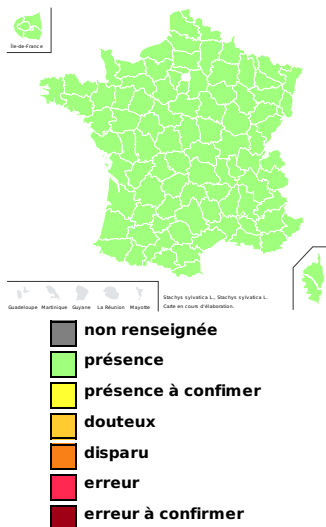 Île-de-France
Guadeloupe Martinique Guyane La Réunion Mayotte
Stachys sylvatica L., Stachys sylvatica L.
Carte en cours d'élaboration.
non renseignée
présence
présence à confimer
douteux
disparu
erreur
erreur à confirmer